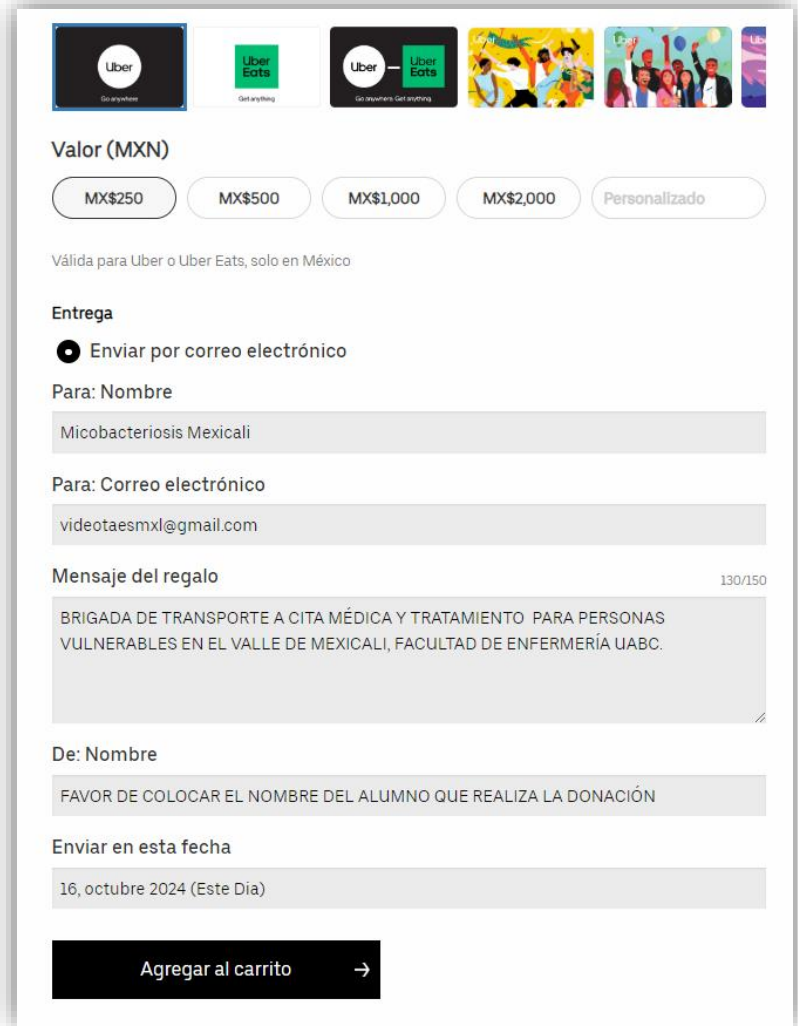 Uber
Go anywhere
Uber
Eats
Get anything
Uber
Uber
Eats
Go anywhere. Get anything.
Uber
Uber
Valor (MXN)
MX$250
MX$500
MX$1,000
MX$2,000
Personalizado
Válida para Uber o Uber Eats, solo en México
Entrega
Enviar por correo electrónico
Para: Nombre
Micobacteriosis Mexicali
Para: Correo electrónico
videotaesmxl@gmail.com
Mensaje del regalo
130/150
BRIGADA DE TRANSPORTE A CITA MÉDICA Y TRATAMIENTO  PARA PERSONAS
VULNERABLES EN EL VALLE DE MEXICALI, FACULTAD DE ENFERMERÍA UABC.
De: Nombre
FAVOR DE COLOCAR EL NOMBRE DEL ALUMNO QUE REALIZA LA DONACIÓN
Enviar en esta fecha
16, octubre 2024 (Este Dia)
Agregar al carrito